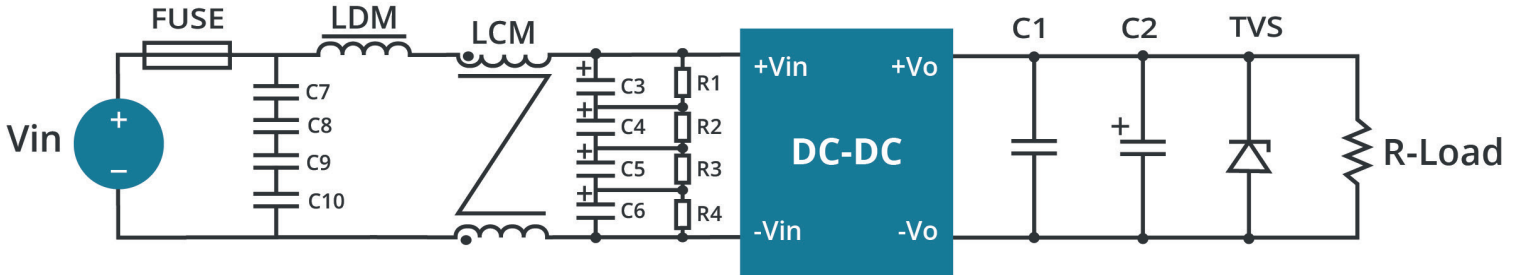 FUSE
LDM
LCM
C1
C2
TVS
+Vin
+Vo
+
C3
R1
C7
+
+
C4
R2
C8
Vin
+
DC-DC
R-Load
−
+
C5
R3
C9
+
C6
R4
C10
-Vin
-Vo